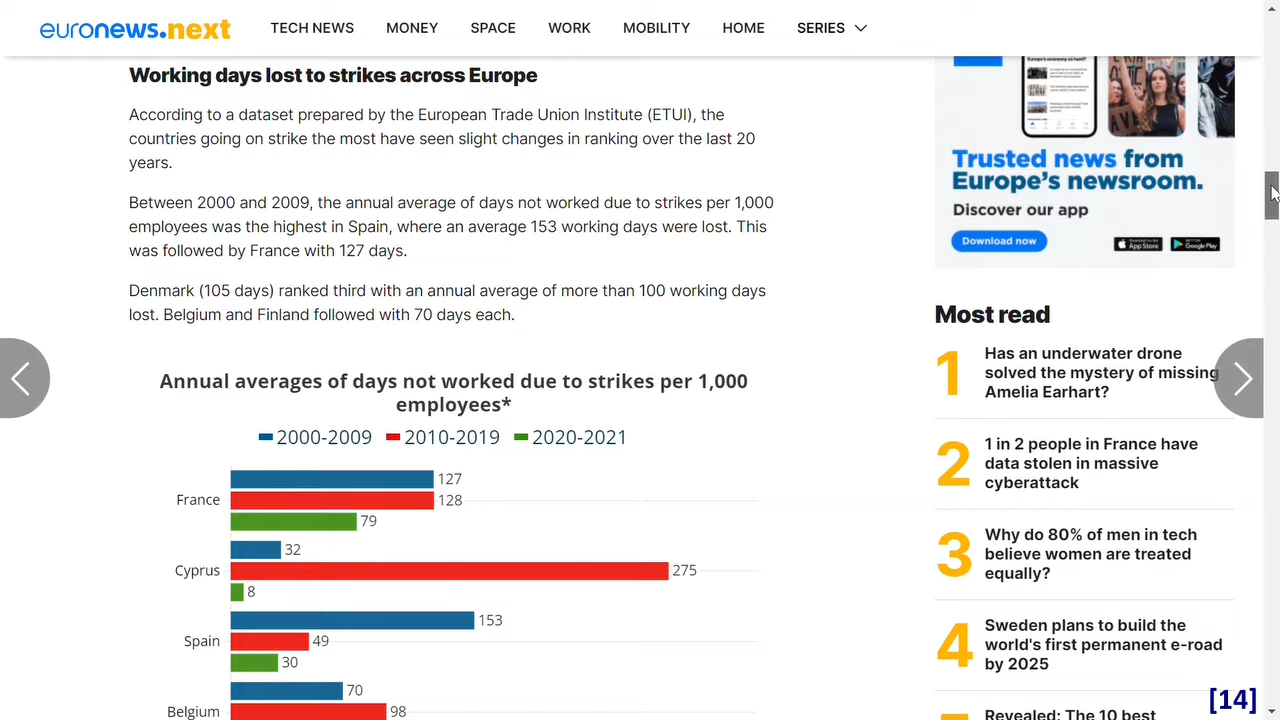 euronews.next
TECH NEWS MONEY SPACE WORK MOBILITY HOME SERIES
Working days lost to strikes across Europe
According to a dataset prepared by the European Trade Union Institute (ETUI), the
countries going on strike the most have seen slight changes in ranking over the last 20
years.
Between 2000 and 2009, the annual average of days not worked due to strikes per 1,000
employees was the highest in Spain, where an average 153 working days were lost. This
was followed by France with 127 days.
Denmark (105 days) ranked third with an annual average of more than 100 working days
lost. Belgium and Finland followed with 70 days each.
Annual averages of days not worked due to strikes per 1,000
employees*
2000-2009 2010-2019 2020-2021
127
France 128
79
32
Cyprus 275
8
153
Spain 49
30
70
Belgium 98
Trusted news from
Europe's newsroom.
Discover our app
Download now
App Store
Google Play
Most read
1 Has an underwater drone
solved the mystery of missing
Amelia Earhart?
2 1 in 2 people in France have
data stolen in massive
cyberattack
3 Why do 80% of men in tech
believe women are treated
equally?
4 Sweden plans to build the
world's first permanent e-road
by 2025
Revealed: The 10 best
[14]